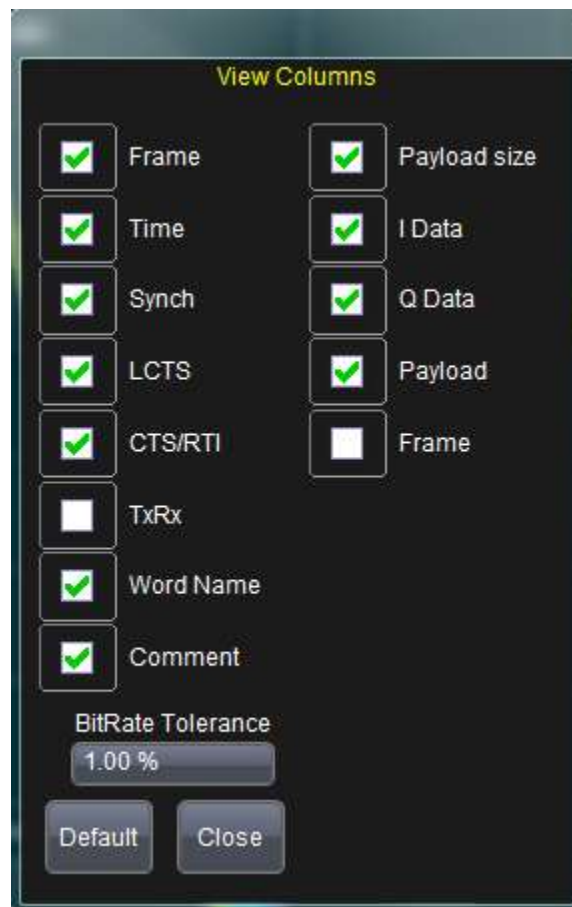 View Columns
Frame
Payload size
Time
I Data
Synch
Q Data
LCTS
Payload
CTS/RTI
Frame
TxRx
Word Name
Comment
BitRate Tolerance
1.00 %
Default
Close